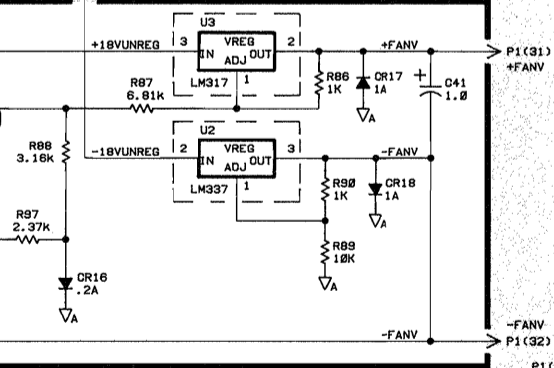 U3
+18VUNREG 3 IN VREG OUT 2 +FANV P1(31)
ADJ +FANV
R87 LM317 1 R86 CR17 + C41
6.81k 1K 1A 1.0
A
U2
R88 -18VUNREG 2 IN VREG OUT 3 -FANV
3.16k ADJ
LM337 1 R90 CR18
1K 1A
R97 A
2.37k R89
10K
CR16 A
.2A
A
-FANV -FANV
P1(32)
P1(